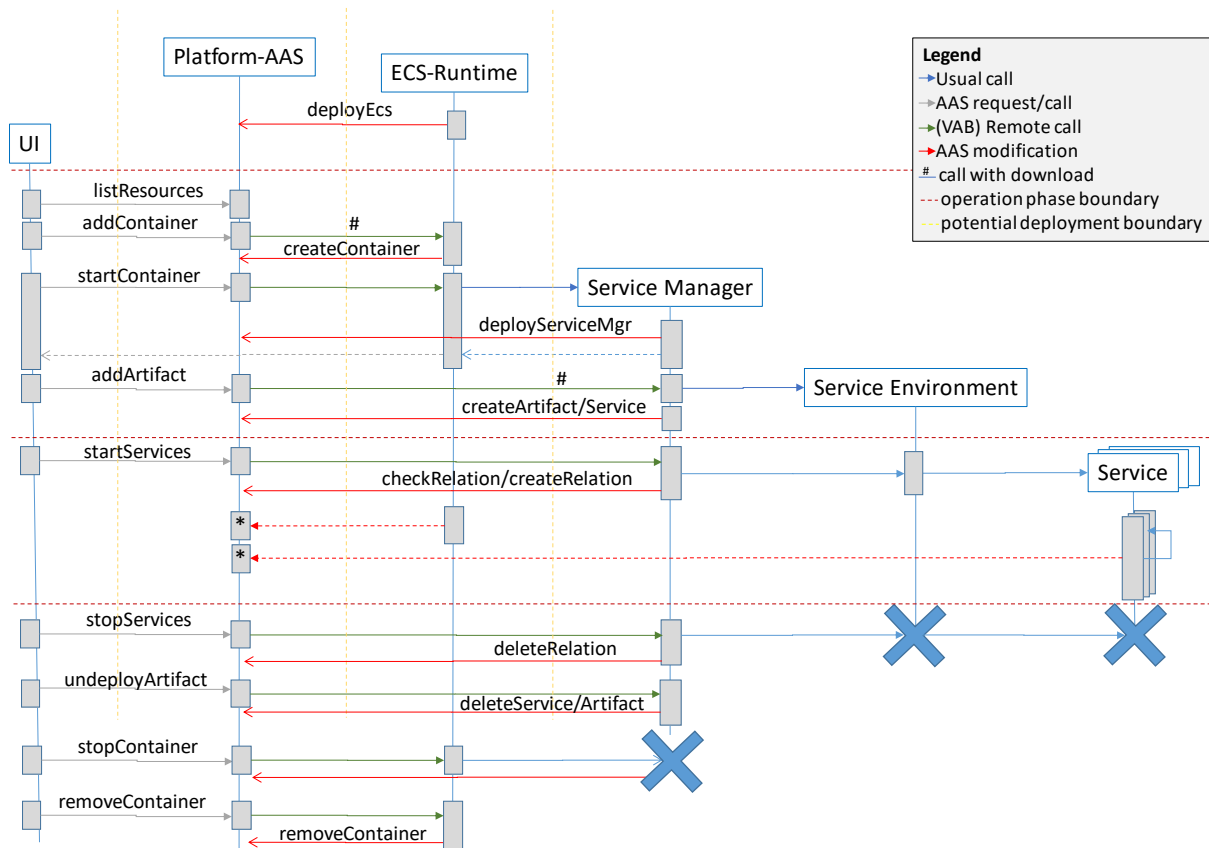 Platform-AAS
ECS-Runtime
Legend
Usual call
AAS request/call
(VAB) Remote call
AAS modification
# call with download
operation phase boundary
potential deployment boundary
deployEcs
UI
listResources
addContainer
#
createContainer
startContainer
Service Manager
deployServiceMgr
addArtifact
#
Service Environment
createArtifact/Service
startServices
checkRelation/createRelation
Service
*
*
stopServices
deleteRelation
undeployArtifact
deleteService/Artifact
stopContainer
removeContainer
removeContainer